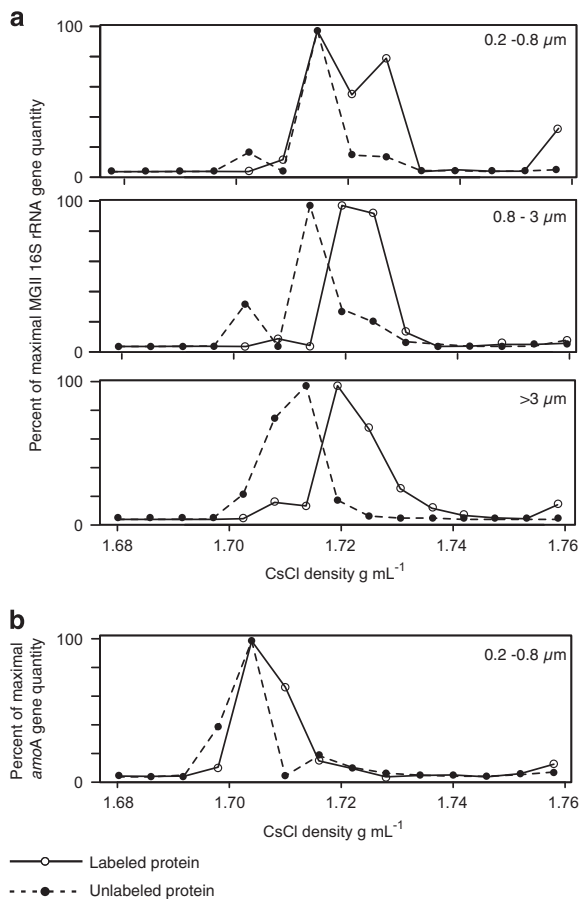 a
Percent of maximal MGII 16S rRNA gene quantity
100
0
0.2 -0.8 µm
100
0
0.8 - 3 µm
100
0
>3 µm
1.68 1.70 1.72 1.74 1.76
CsCl density g mL-1
b
Percent of maximal
amoA gene quantity
100
0
0.2 -0.8 µm
1.68 1.70 1.72 1.74 1.76
CsCl density g mL-1
Labeled protein
Unlabeled protein